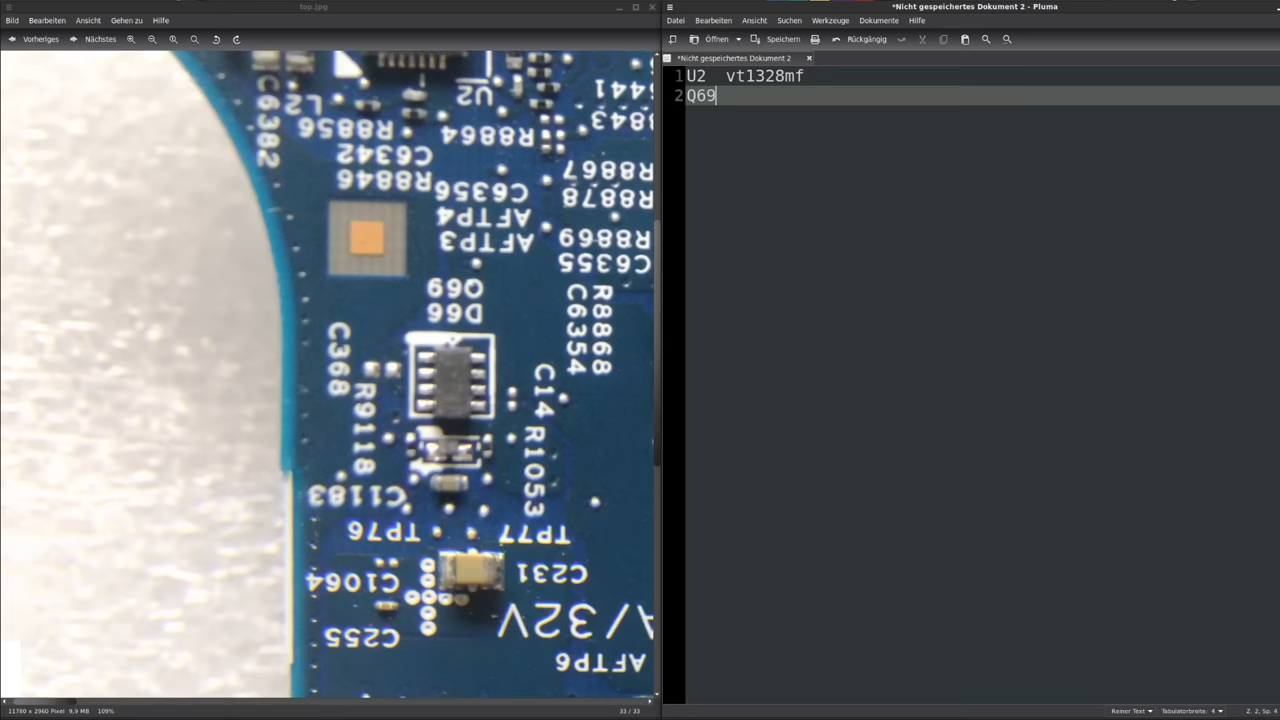 top.jpg
Bild Bearbeiten Ansicht Gehen zu Hilfe
Vorheriges Nächstes
C6382
L2
U2
R8856
R8864
C6342
R8846
C6356
AFTP4
AFTP3
6441
8843
R8867
R8878
R8869
C6355
Q69
D66
C6354
R8868
C368
R9118
C14
R1053
C1183
TP76
TP77
C1064
C231
C255
A/32V
AFTP6
11780 x 2960 Pixel 9,9 MB 109%
33 / 33
*Nicht gespeichertes Dokument 2 - Pluma
Datei Bearbeiten Ansicht Suchen Werkzeuge Dokumente Hilfe
Öffnen Speichern Rückgängig
*Nicht gespeichertes Dokument 2
1 U2 vt1328mf
2 Q69
Reiner Text Tabulatorbreite: 4 Z. 2, Sp. 4